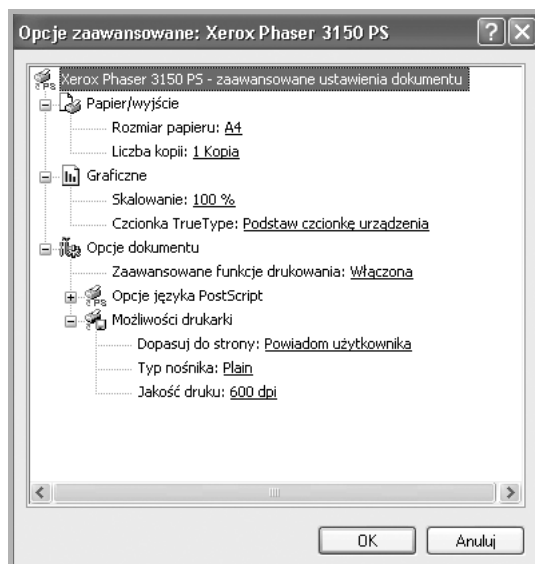 Opcje zaawansowane: Xerox Phaser 3150 PS
Xerox Phaser 3150 PS - zaawansowane ustawienia dokumentu
Papier/wyjście
Rozmiar papieru: A4
Liczba kopii: 1 Kopia
Graficzne
Skalowanie: 100 %
Czcionka TrueType: Podstaw czcionkę urządzenia
Opcje dokumentu
Zaawansowane funkcje drukowania: Włączona
Opcje języka PostScript
Możliwości drukarki
Dopasuj do strony: Powiadom użytkownika
Typ nośnika: Plain
Jakość druku: 600 dpi
OK Anuluj